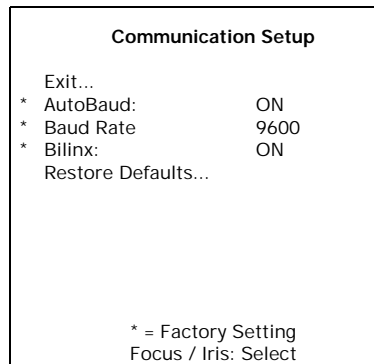 Communication Setup
Exit...
* AutoBaud: ON
* Baud Rate 9600
* Bilinx: ON
Restore Defaults...
* = Factory Setting
Focus / Iris: Select